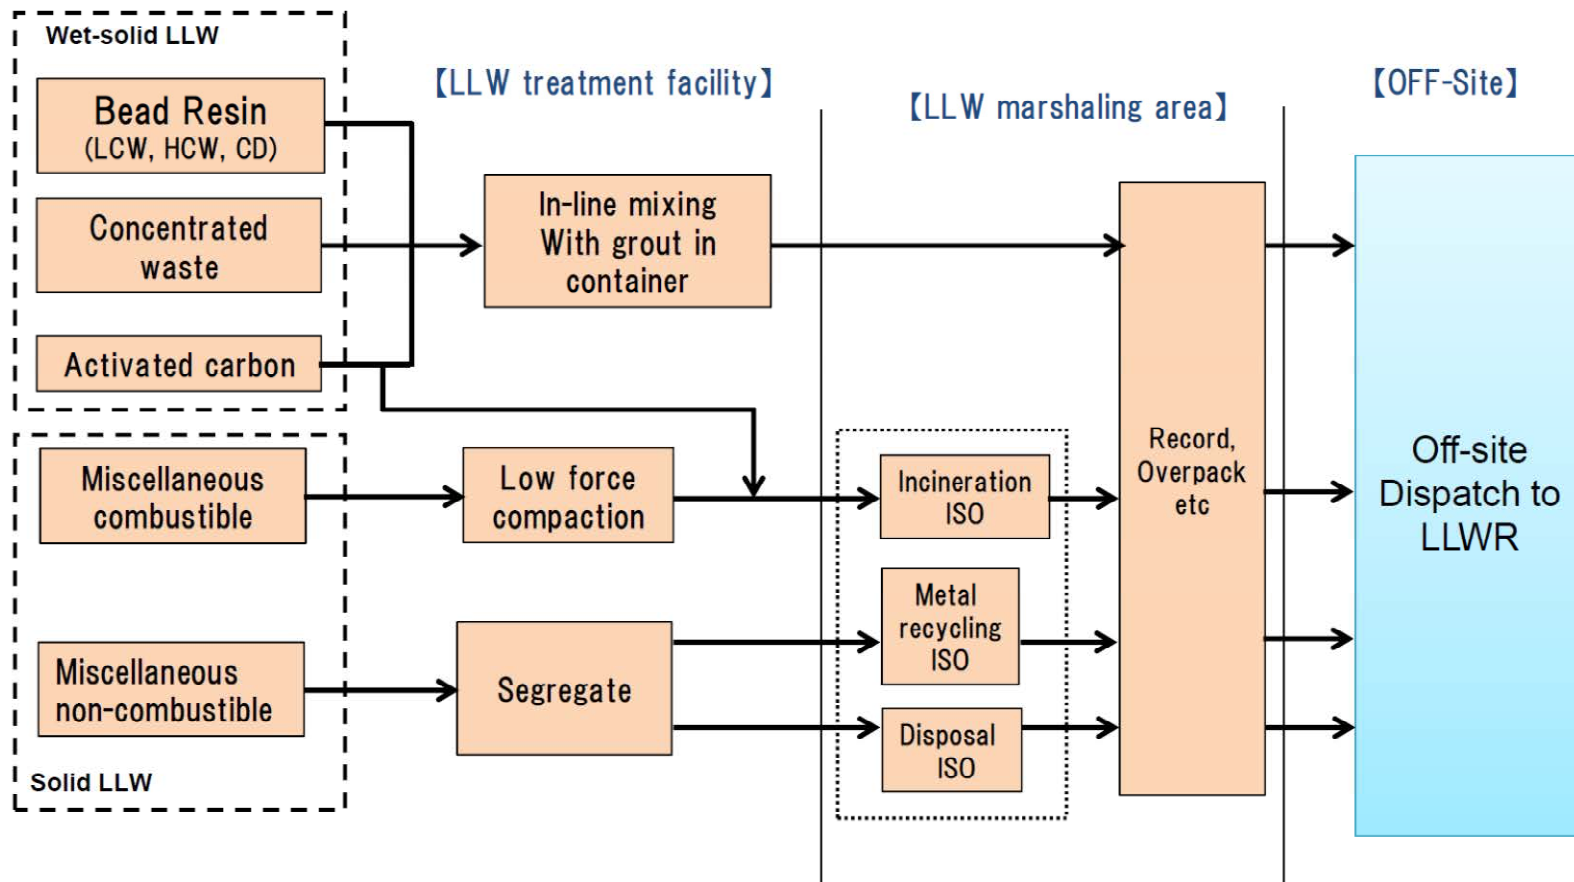 Wet-solid LLW
Bead Resin
(LCW, HCW, CD)
Concentrated
waste
Activated carbon
Miscellaneous
combustible
Miscellaneous
non-combustible
Solid LLW
【LLW treatment facility】
In-line mixing
With grout in
container
Low force
compaction
Segregate
【LLW marshaling area】
Incineration
ISO
Metal
recycling
ISO
Disposal
ISO
Record,
Overpack
etc
【OFF-Site】
Off-site
Dispatch to
LLWR